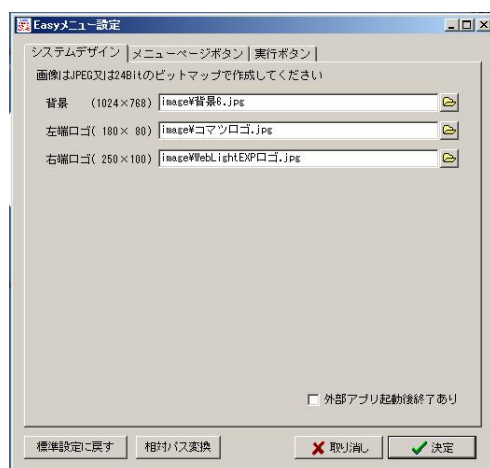 Easyメニュー設定
システムデザイン メニューページボタン 実行ボタン
画像はJPEG又は24Bitのビットマップで作成してください
背景 (1024×768) image¥背景6.jpg
左端ロゴ( 180× 80) image¥コマツロゴ.jpg
右端ロゴ( 250×100) image¥WebLightEXPロゴ.jpg
外部アプリ起動後終了あり
標準設定に戻す 相対パス変換 取り消し 決定